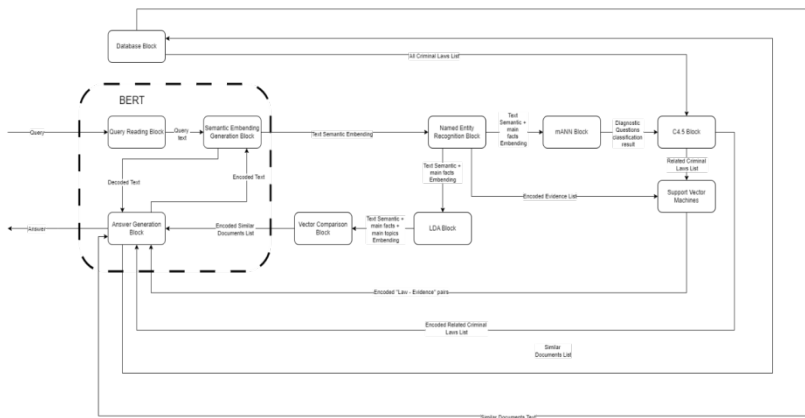 Database Block
All Criminal Laws List
BERT
Query
Query Reading Block
Query
text
Semantic Embending
Generation Block
Text Semantic Embending
Named Entity
Recognition Block
Text
Semantic +
main facts
Embending
mANN Block
Diagnostic
Questions
classification
result
C4.5 Block
Decoded Text
Encoded Text
Text Semantic +
main facts
Embending
Related Criminal
Laws List
Encoded Evidence List
Support Vector
Machines
Answer
Answer Generation
Block
Encoded Similar
Documents List
Vector Comparison
Block
Text Semantic +
main facts +
main topics
Embending
LDA Block
Encoded "Law - Evidence" pairs
Encoded Related Criminal
Laws List
Similar
Documents List
Similar Documents Text